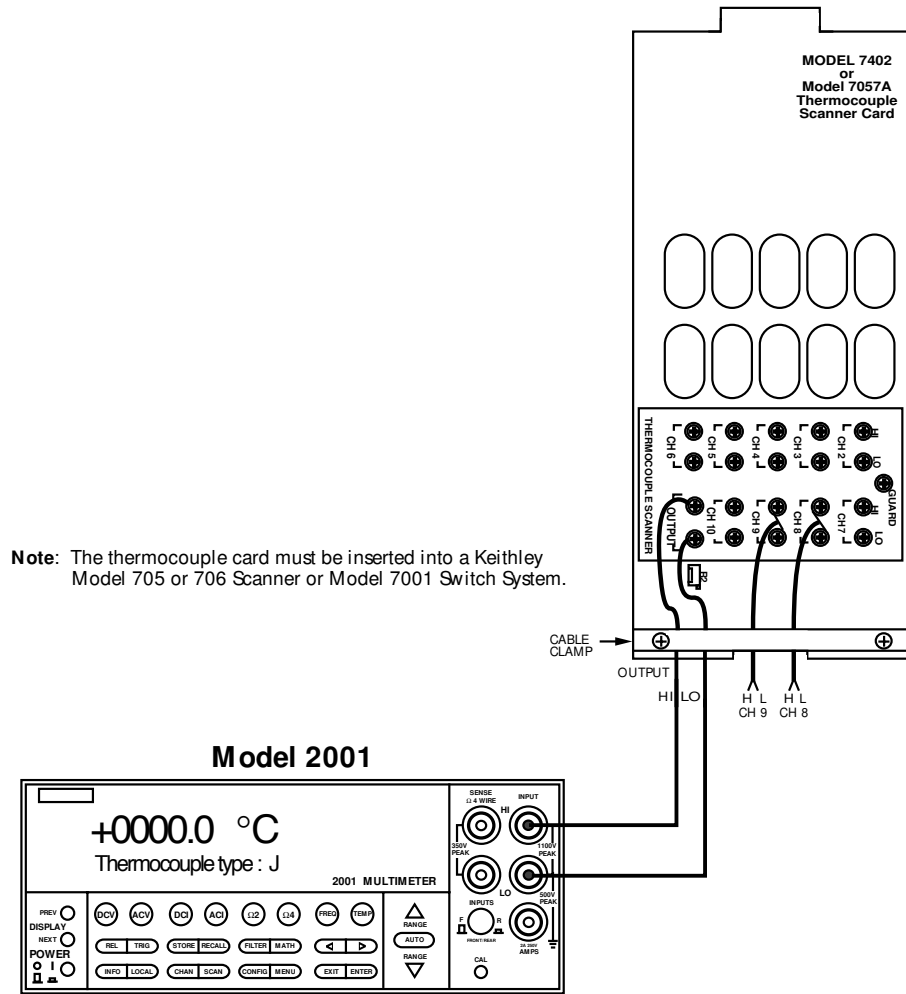 MODEL 7402
or
Model 7057A
Thermocouple
Scanner Card
THERMOCOUPLE SCANNER
CH 6
CH 5
CH 4
CH 3
CH 2
HI
LO
GUARD
OUTPUT
CH 10
CH 9
CH 8
CH7
HI
LO
R2
Note: The thermocouple card must be inserted into a Keithley
Model 705 or 706 Scanner or Model 7001 Switch System.
CABLE
CLAMP
OUTPUT
HI LO
H L
CH 9
H L
CH 8
Model 2001
+0000.0 °C
Thermocouple type : J
2001 MULTIMETER
SENSE
Ω 4 WIRE
INPUT
HI
350V
PEAK
1100V
PEAK
LO
500V
PEAK
INPUTS
F R
FRONT/REAR
2A 250V
AMPS
CAL
PREV
DISPLAY
NEXT
POWER
O I
DCV ACV DCI ACI Ω2 Ω4 FREQ TEMP
REL TRIG STORE RECALL FILTER MATH
INFO LOCAL CHAN SCAN CONFIG MENU EXIT ENTER
RANGE
AUTO
RANGE